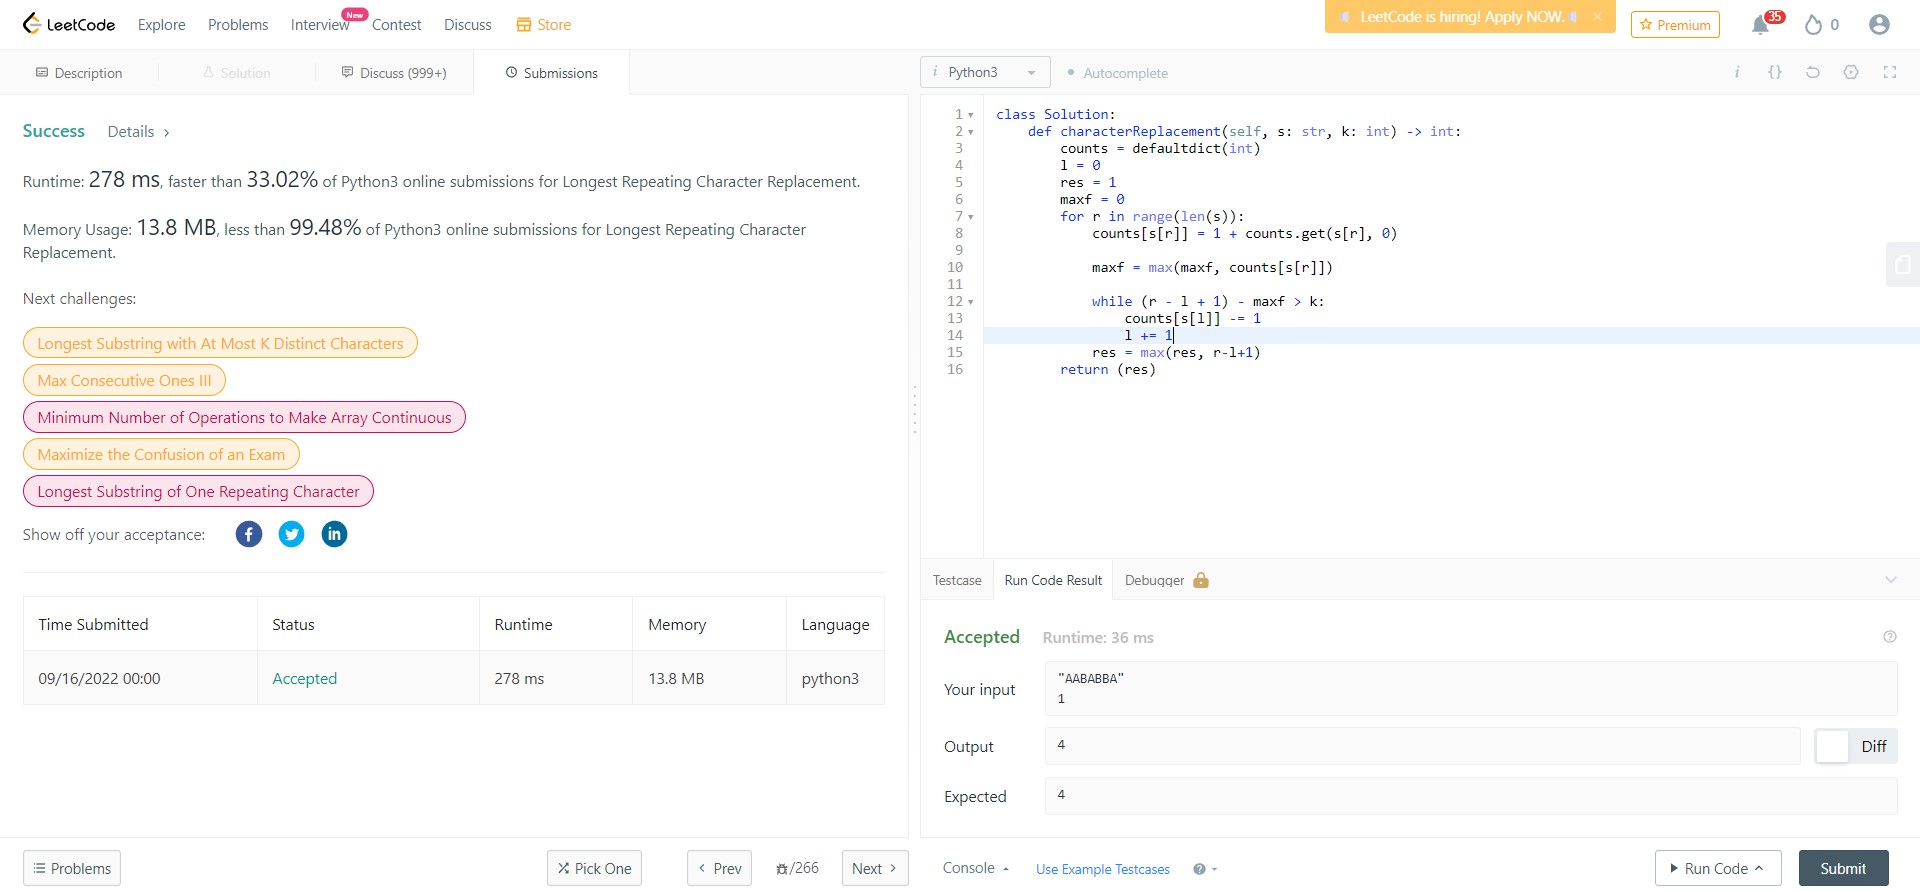 LeetCode Explore Problems Interview New Contest Discuss Store LeetCode is hiring! Apply NOW. Premium 35 0
Description Solution Discuss (999+) Submissions
Success Details
Runtime: 278 ms, faster than 33.02% of Python3 online submissions for Longest Repeating Character Replacement.
Memory Usage: 13.8 MB, less than 99.48% of Python3 online submissions for Longest Repeating Character
Replacement.
Next challenges:
Longest Substring with At Most K Distinct Characters
Max Consecutive Ones III
Minimum Number of Operations to Make Array Continuous
Maximize the Confusion of an Exam
Longest Substring of One Repeating Character
Show off your acceptance:
Time Submitted Status Runtime Memory Language
09/16/2022 00:00 Accepted 278 ms 13.8 MB python3
Problems Pick One Prev /266 Next
i Python3 Autocomplete i {}
1 class Solution:
2     def characterReplacement(self, s: str, k: int) -> int:
3         counts = defaultdict(int)
4         l = 0
5         res = 1
6         maxf = 0
7         for r in range(len(s)):
8             counts[s[r]] = 1 + counts.get(s[r], 0)
9
10             maxf = max(maxf, counts[s[r]])
11
12             while (r - l + 1) - maxf > k:
13                 counts[s[l]] -= 1
14                 l += 1
15             res = max(res, r-l+1)
16         return (res)
Testcase Run Code Result Debugger
Accepted Runtime: 36 ms
Your input "AABABBA"
1
Output 4 Diff
Expected 4
Console Use Example Testcases Run Code Submit